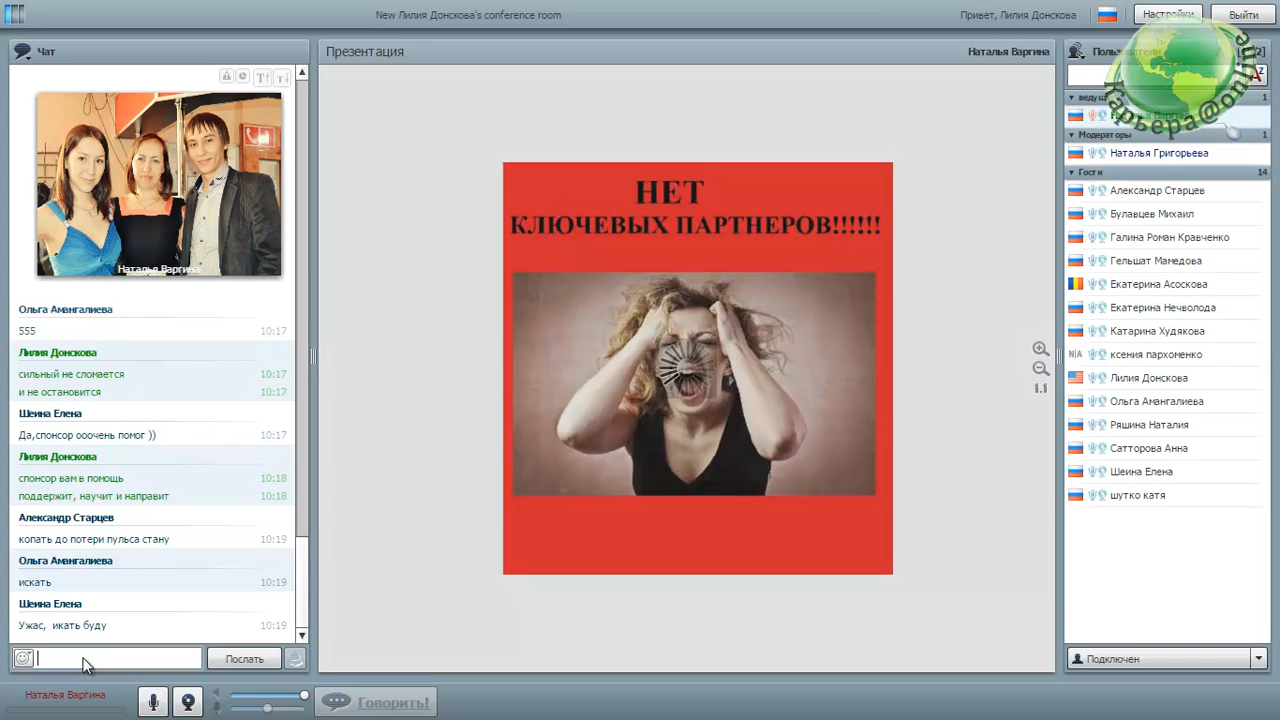 New Лилия Донскова's conference room
Привет, Лилия Донскова
Настройки
Выйти
Чат
Наталья Варгина
Ольга Амангалиева
555 10:17
Лилия Донскова
сильный не сломается 10:17
и не остановится 10:17
Шеина Елена
Да,спонсор ооочень помог )) 10:17
Лилия Донскова
спонсор вам в помощь 10:18
поддержит, научит и направит 10:18
Александр Старцев
копать до потери пульса стану 10:19
Ольга Амангалиева
искать 10:19
Шеина Елена
Ужас, икать буду 10:19
Послать
Наталья Варгина
Говорить!
Презентация
Наталья Варгина
НЕТ
КЛЮЧЕВЫХ ПАРТНЕРОВ!!!!!!
1:1
Пользователи
Карьера@online
ведущ 1
Модераторы 1
Наталья Григорьева
Гости 14
Александр Старцев
Булавцев Михаил
Галина Роман Кравченко
Гельшат Мамедова
Екатерина Асоскова
Екатерина Нечволода
Катарина Худякова
N|A ксения пархоменко
Лилия Донскова
Ольга Амангалиева
Ряшина Наталия
Сатторова Анна
Шеина Елена
шутко катя
Подключен